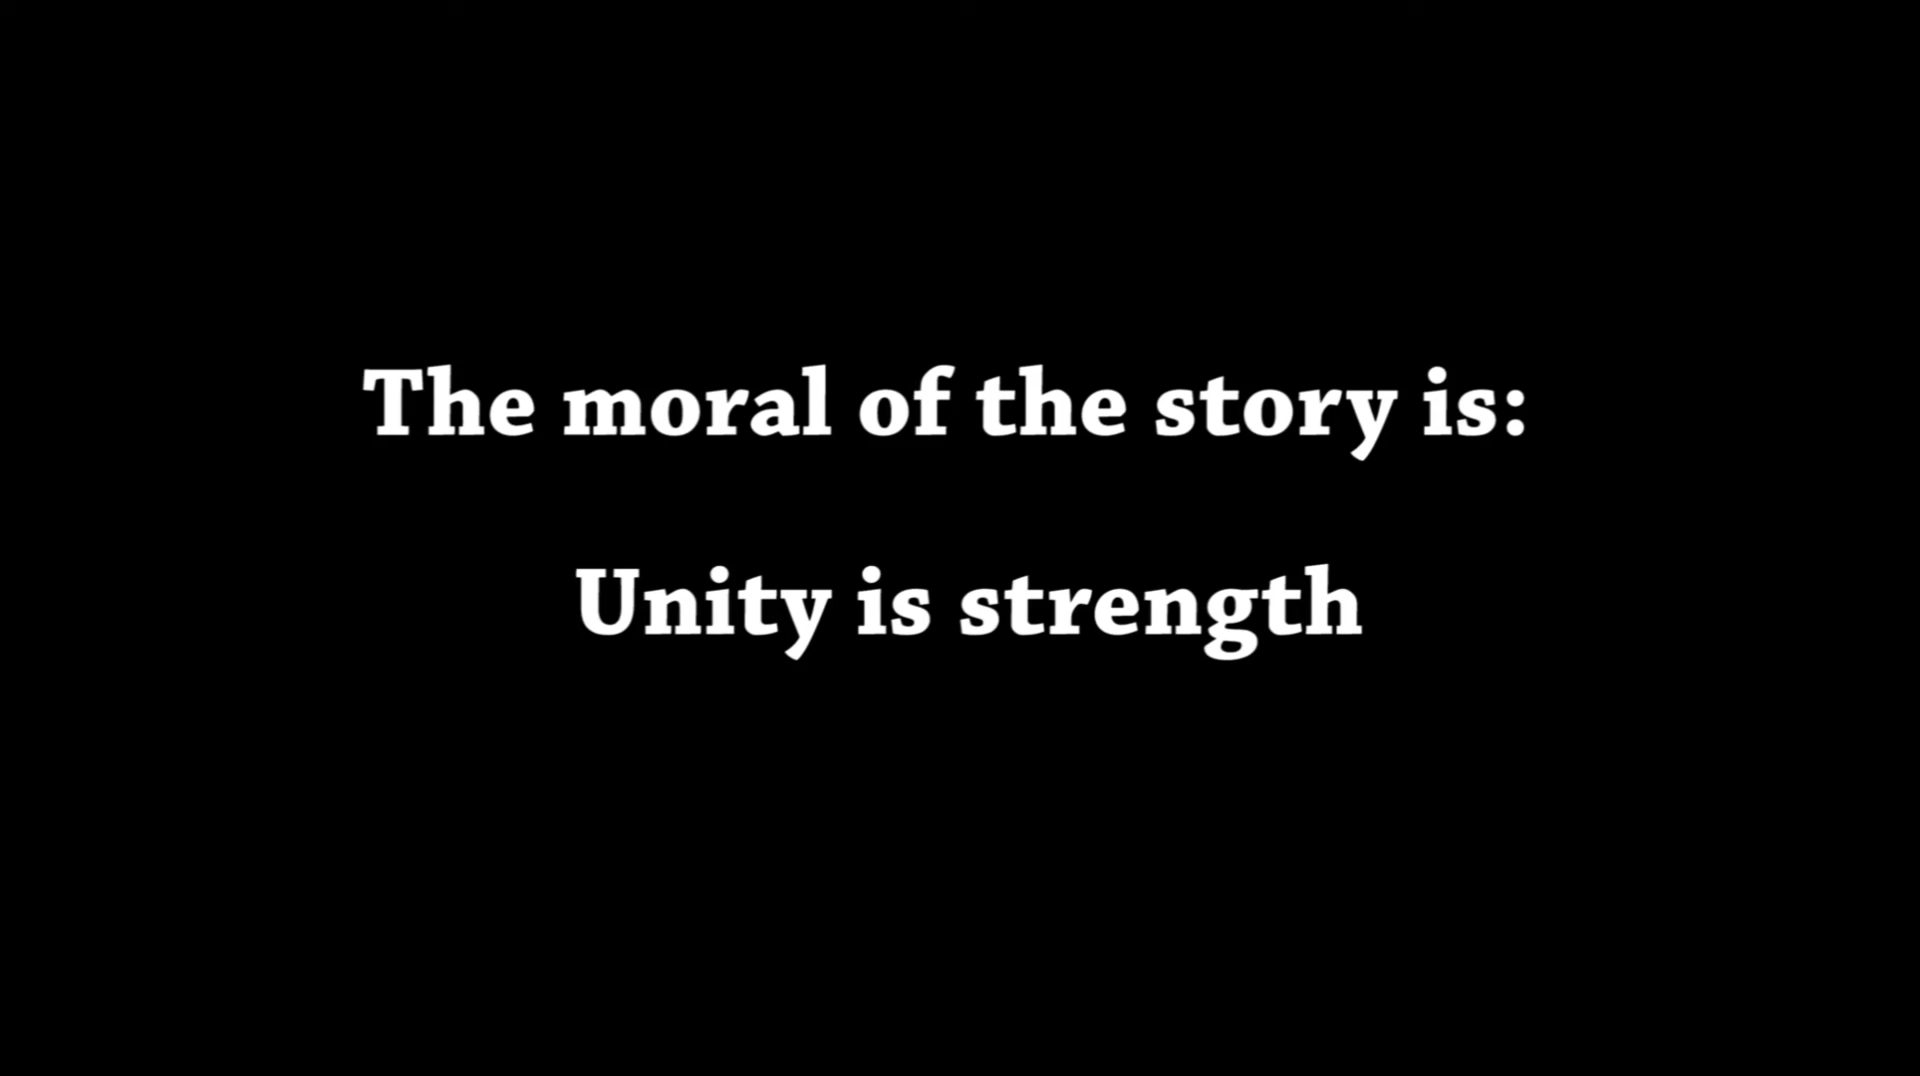 The moral of the story is:
Unity is strength